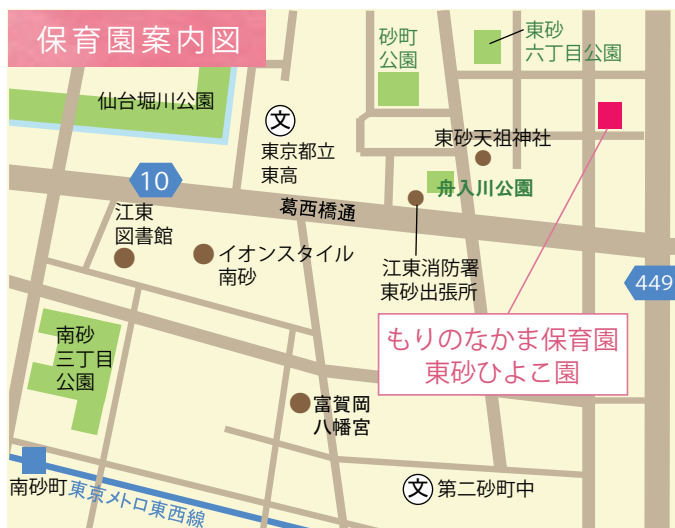 保育園案内図
仙台堀川公園
砂町
公園
東砂
六丁目公園
文
東京都立
東高
東砂天祖神社
10
舟入川公園
葛西橋通
江東
図書館
イオンスタイル
南砂
江東消防署
東砂出張所
449
もりのなかま保育園
東砂ひよこ園
南砂
三丁目
公園
富賀岡
八幡宮
南砂町
東京メトロ東西線
文
第二砂町中